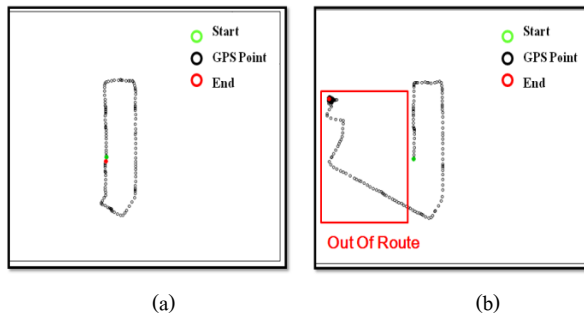 Start
GPS Point
End
Start
GPS Point
End
Out Of Route
(a)
(b)